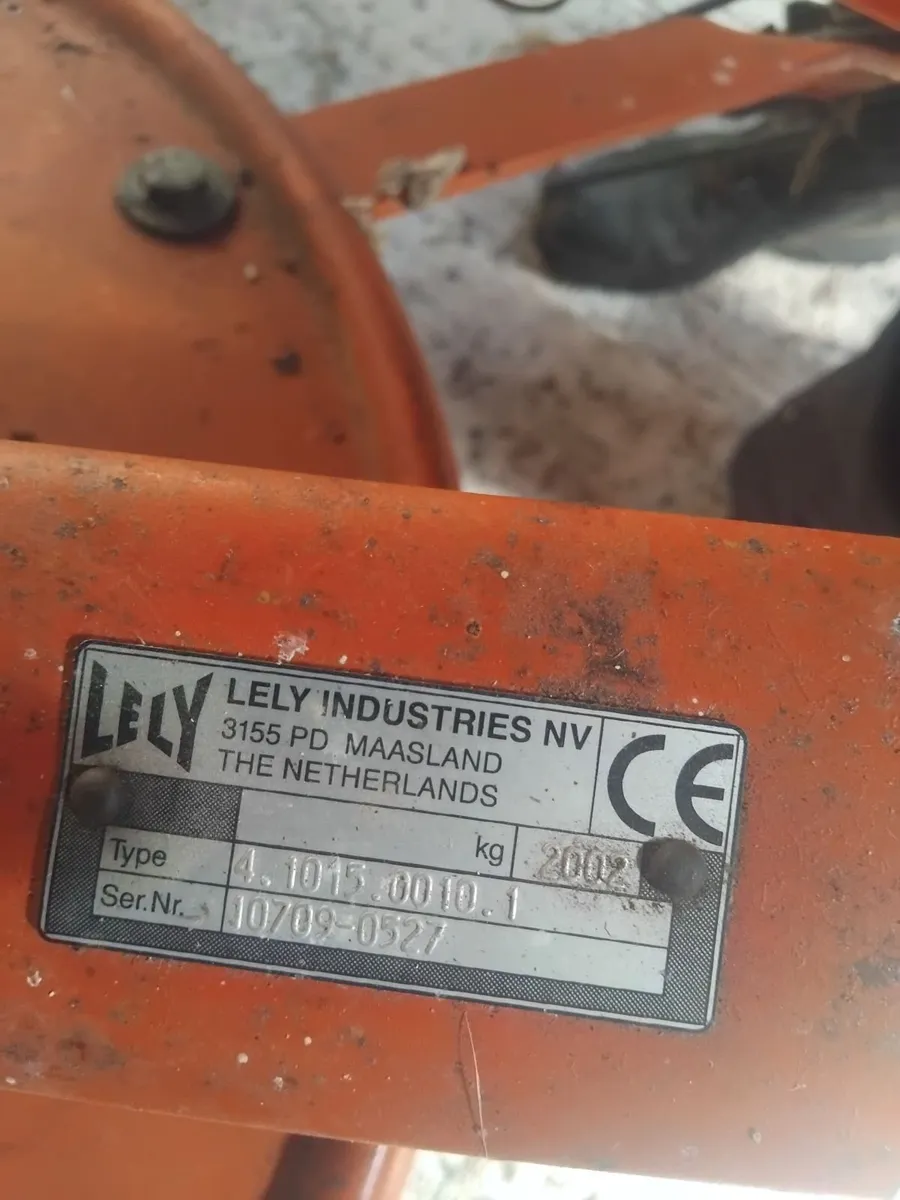 LELY
LELY INDUSTRIES NV
3155 PD MAASLAND
THE NETHERLANDS
CE
kg 2002
Type 4.1015.0010.1
Ser.Nr. 10709-0527